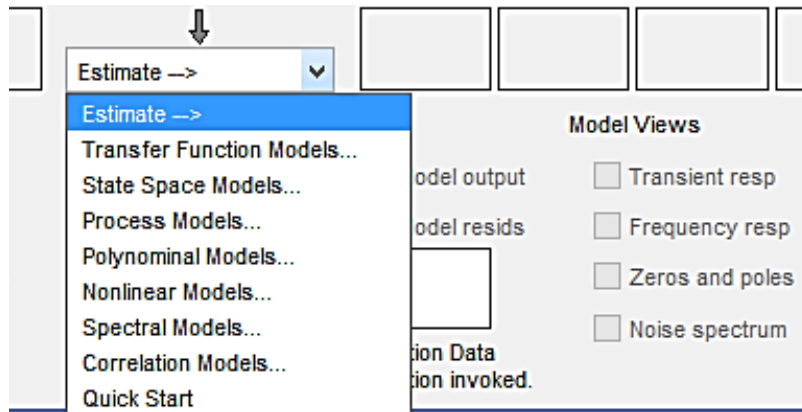 Estimate —>
Estimate —>
Transfer Function Models...
State Space Models...
Process Models...
Polynominal Models...
Nonlinear Models...
Spectral Models...
Correlation Models...
Quick Start
Model Views
odel output
Transient resp
odel resids
Frequency resp
Zeros and poles
Noise spectrum
tion Data
tion invoked.